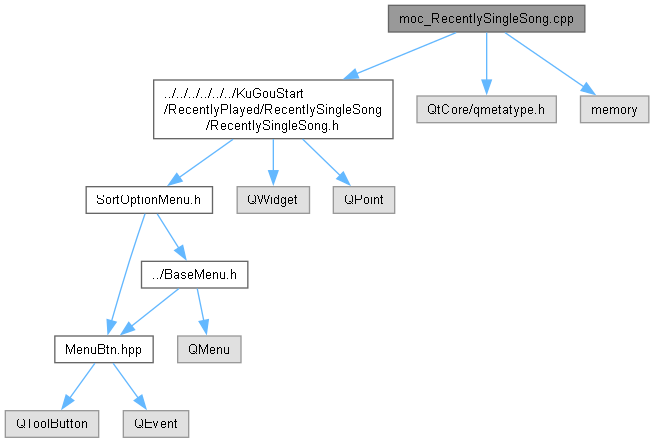 moc_RecentlySingleSong.cpp
../../../../../../KuGouStart
/RecentlyPlayed/RecentlySingleSong
/RecentlySingleSong.h
QtCore/qmetatype.h
memory
SortOptionMenu.h
QWidget
QPoint
../BaseMenu.h
MenuBtn.hpp
QMenu
QToolButton
QEvent